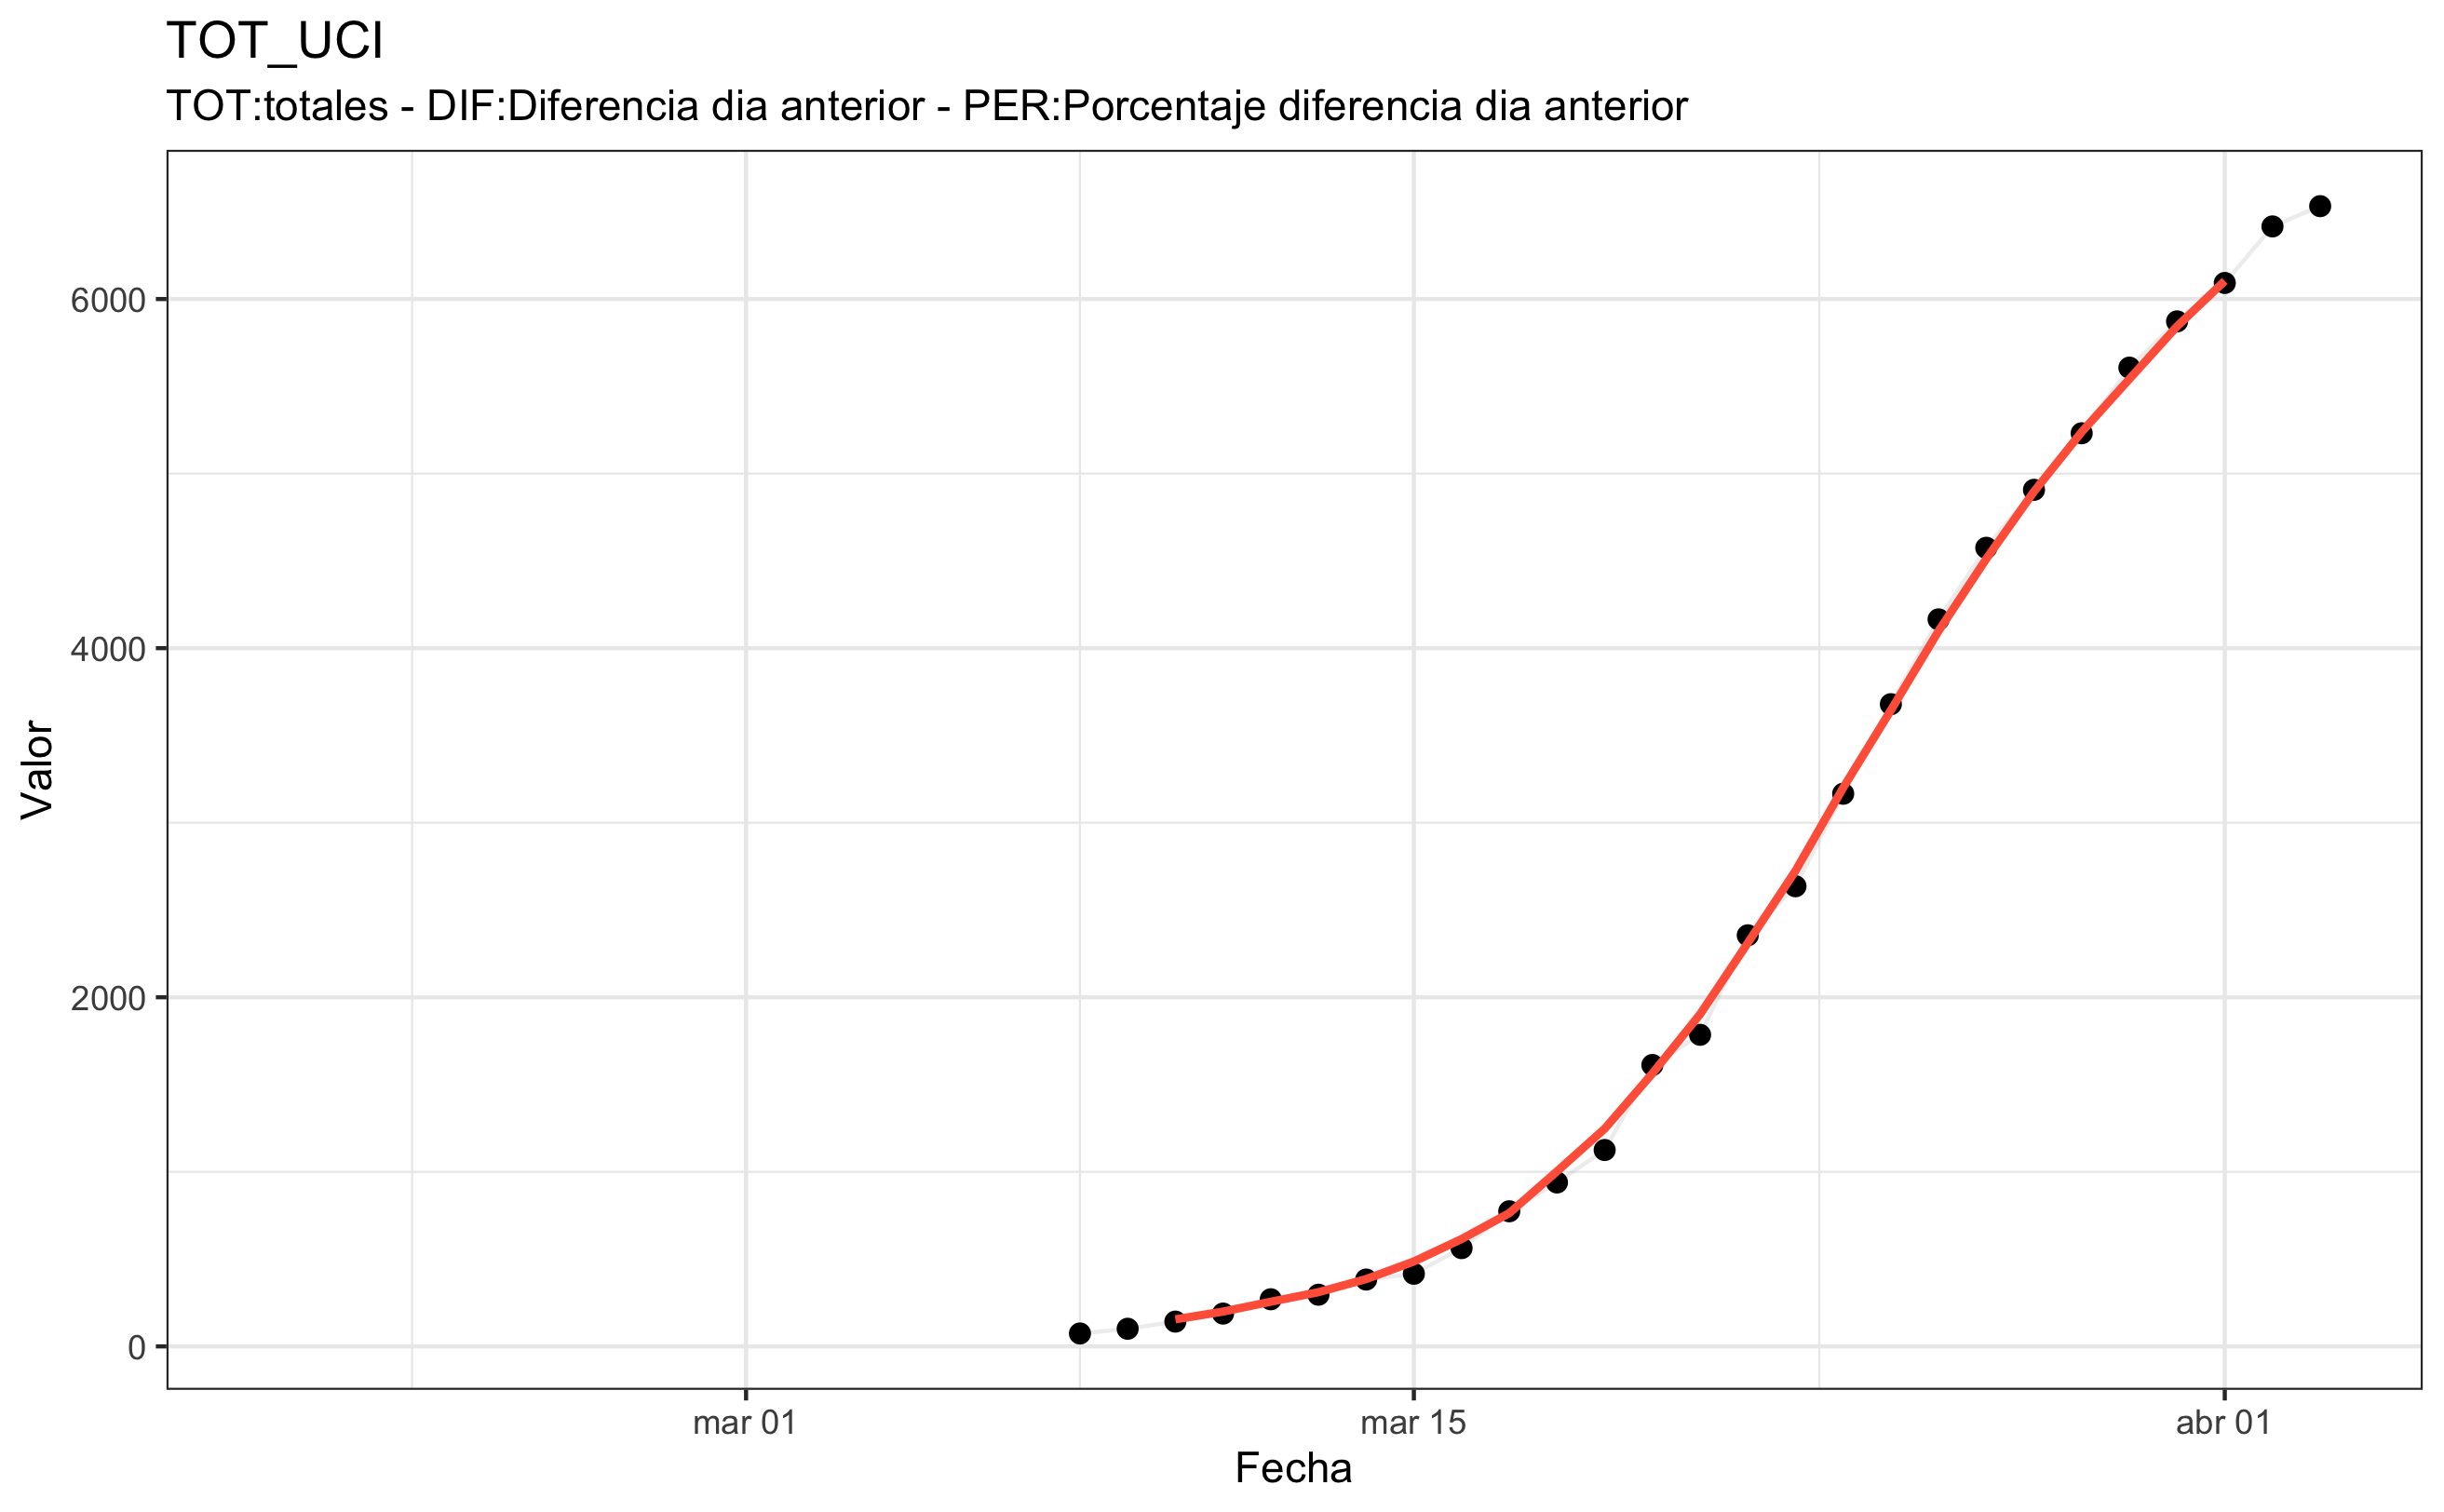 TOT_UCI
TOT:totales - DIF:Diferencia dia anterior - PER:Porcentaje diferencia dia anterior
Valor
6000
4000
2000
0
mar 01
mar 15
abr 01
Fecha